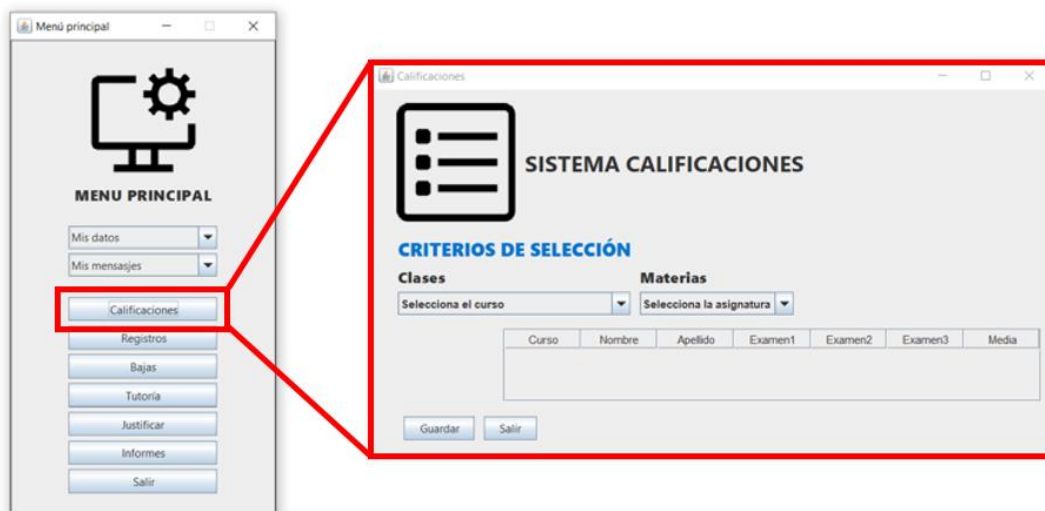 Menú principal
MENU PRINCIPAL
Mis datos
Mis mensasjes
Calificaciones
Registros
Bajas
Tutoría
Justificar
Informes
Salir
Calificaciones
SISTEMA CALIFICACIONES
CRITERIOS DE SELECCIÓN
Clases Materias
Selecciona el curso Selecciona la asignatura
Curso Nombre Apellido Examen1 Examen2 Examen3 Media
Guardar Salir